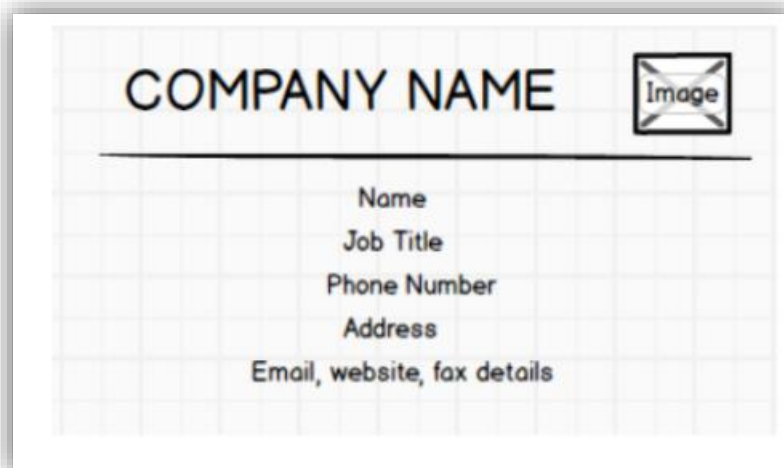 COMPANY NAME
Image
Name
Job Title
Phone Number
Address
Email, website, fax details